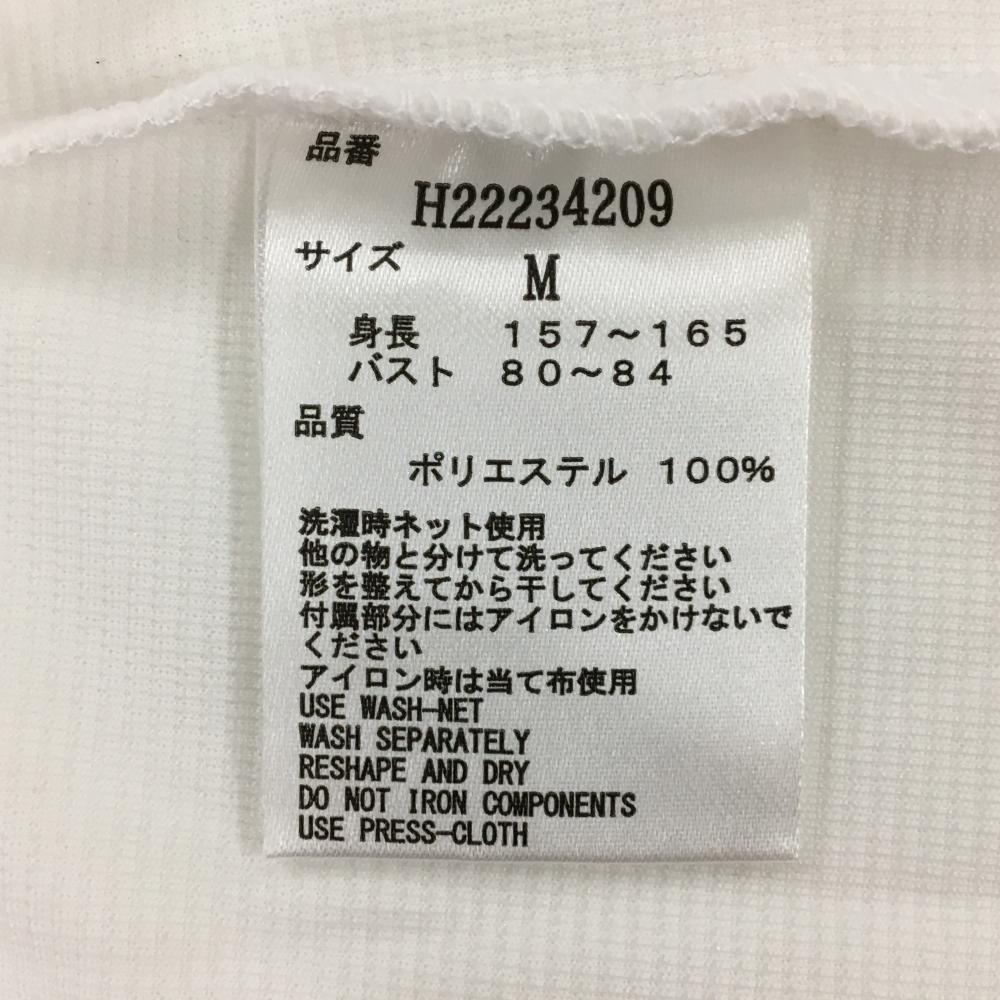 品番
H22234209
サイズ
M
身長 １５７～１６５
バスト ８０～８４
品質
ポリエステル １００%
洗濯時ネット使用
他の物と分けて洗ってください
形を整えてから干してください
付属部分にはアイロンをかけないで
ください
アイロン時は当て布使用
USE WASH-NET
WASH SEPARATELY
RESHAPE AND DRY
DO NOT IRON COMPONENTS
USE PRESS-CLOTH